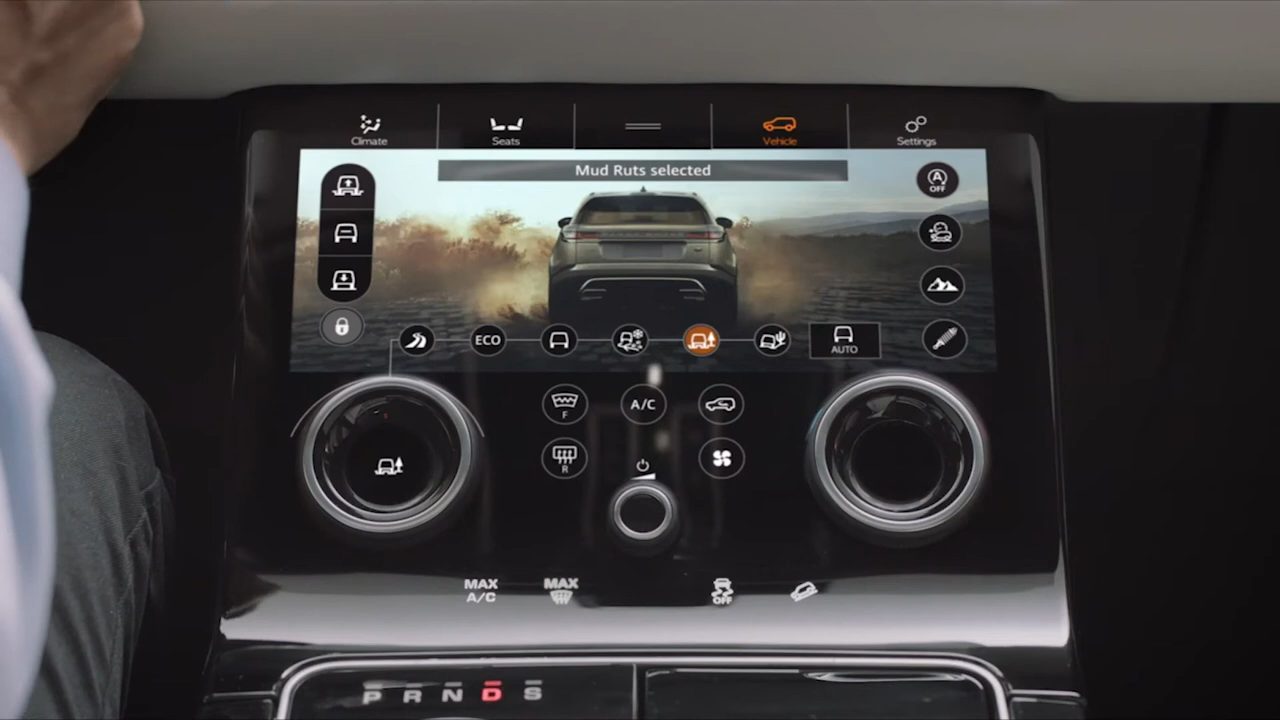 Climate
Seats
Vehicle
Settings
Mud Ruts selected
A
OFF
ECO
AUTO
F
A/C
R
MAX
A/C
MAX
OFF
P R N D S